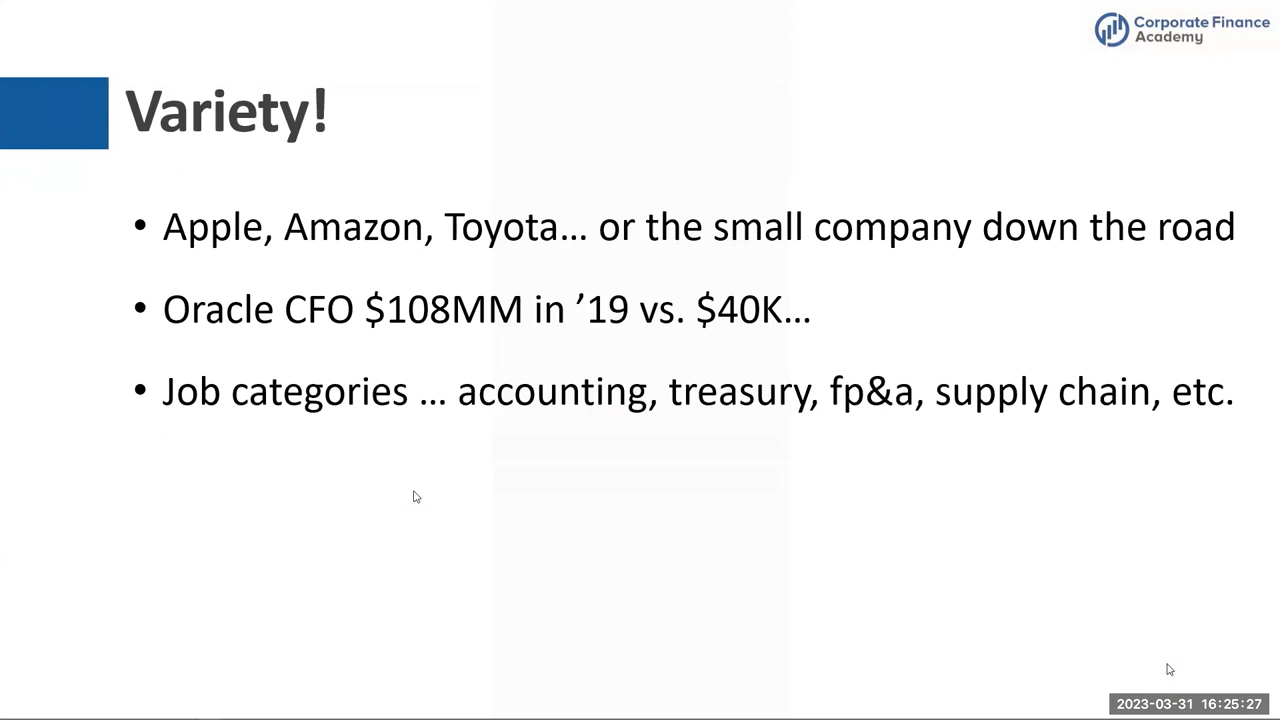 Corporate Finance
Academy
Variety!
• Apple, Amazon, Toyota… or the small company down the road
• Oracle CFO $108MM in ’19 vs. $40K…
• Job categories … accounting, treasury, fp&a, supply chain, etc.
2023-03-31 16:25:27